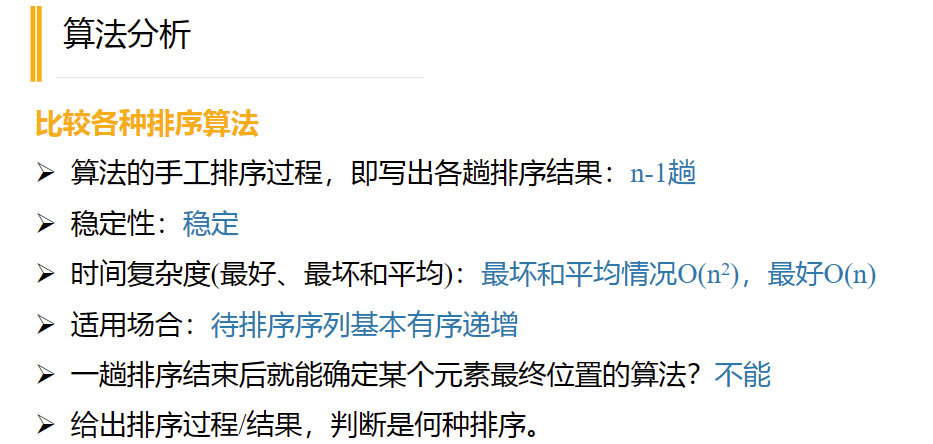 算法分析
比较各种排序算法
➢ 算法的手工排序过程，即写出各趟排序结果：n-1趟
➢ 稳定性：稳定
➢ 时间复杂度(最好、最坏和平均)：最坏和平均情况O(n²)，最好O(n)
➢ 适用场合：待排序序列基本有序递增
➢ 一趟排序结束后就能确定某个元素最终位置的算法？不能
➢ 给出排序过程/结果，判断是何种排序。